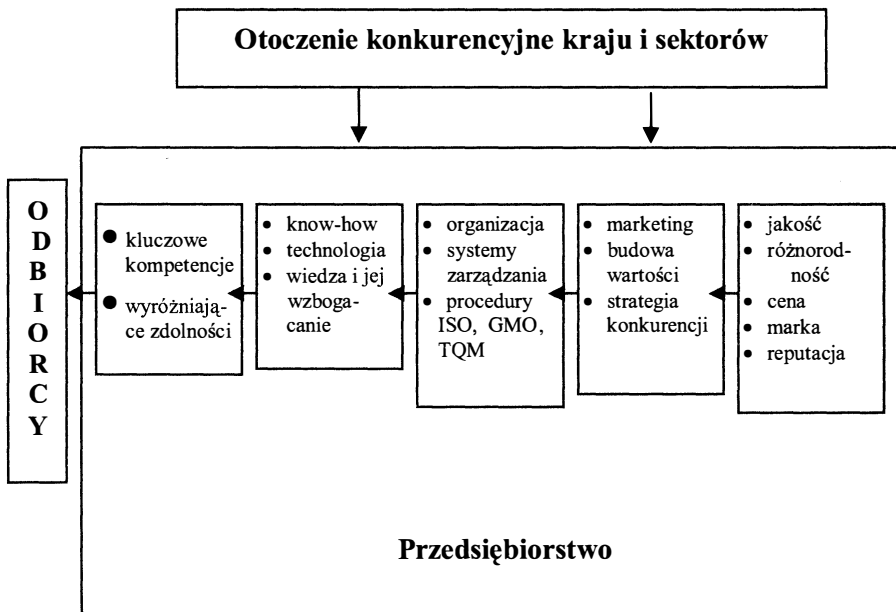 Otoczenie konkurencyjne kraju i sektorów
O
D
B
I
O
R
C
Y
● kluczowe
kompetencje
● wyróżniają-
ce zdolności
• know-how
• technologia
• wiedza i jej
wzboga-
canie
• organizacja
• systemy
zarządzania
• procedury
ISO, GMO,
TQM
• marketing
• budowa
wartości
• strategia
konkurencji
• jakość
• różnorod-
ność
• cena
• marka
• reputacja
Przedsiębiorstwo